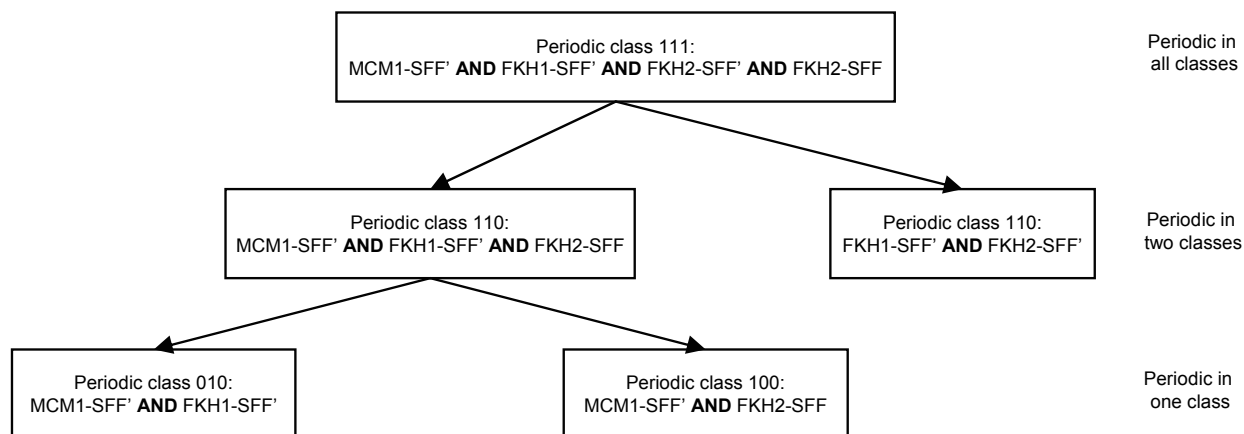 Periodic class 111:
MCM1-SFF' AND FKH1-SFF' AND FKH2-SFF' AND FKH2-SFF
Periodic in
all classes
Periodic class 110:
MCM1-SFF' AND FKH1-SFF' AND FKH2-SFF
Periodic class 110:
FKH1-SFF' AND FKH2-SFF'
Periodic in
two classes
Periodic class 010:
MCM1-SFF' AND FKH1-SFF'
Periodic class 100:
MCM1-SFF' AND FKH2-SFF
Periodic in
one class